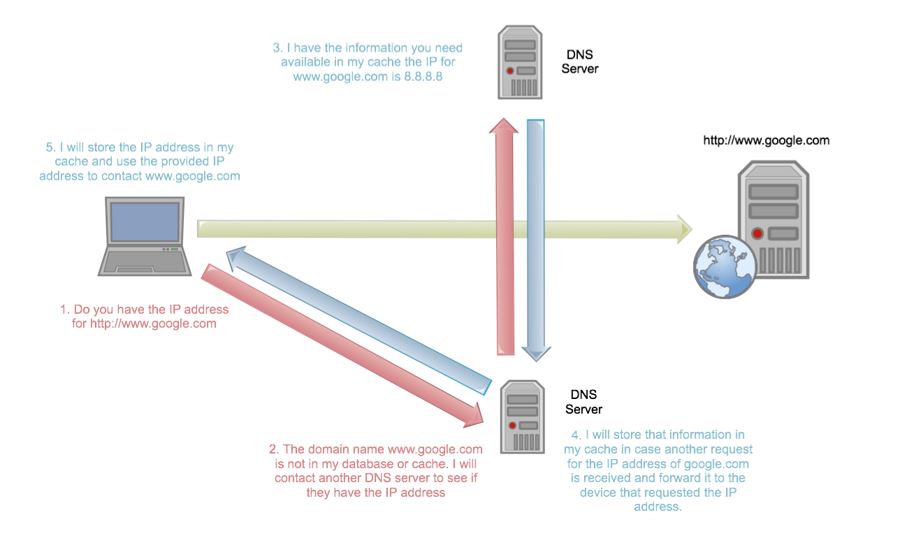 3. I have the information you need
available in my cache the IP for
www.google.com is 8.8.8.8
DNS
Server
http://www.google.com
5. I will store the IP address in my
cache and use the provided IP
address to contact www.google.com
1. Do you have the IP address
for http://www.google.com
DNS
Server
2. The domain name www.google.com
is not in my database or cache. I will
contact another DNS server to see if
they have the IP address
4. I will store that information in
my cache in case another request
for the IP address of google.com
is received and forward it to the
device that requested the IP
address.